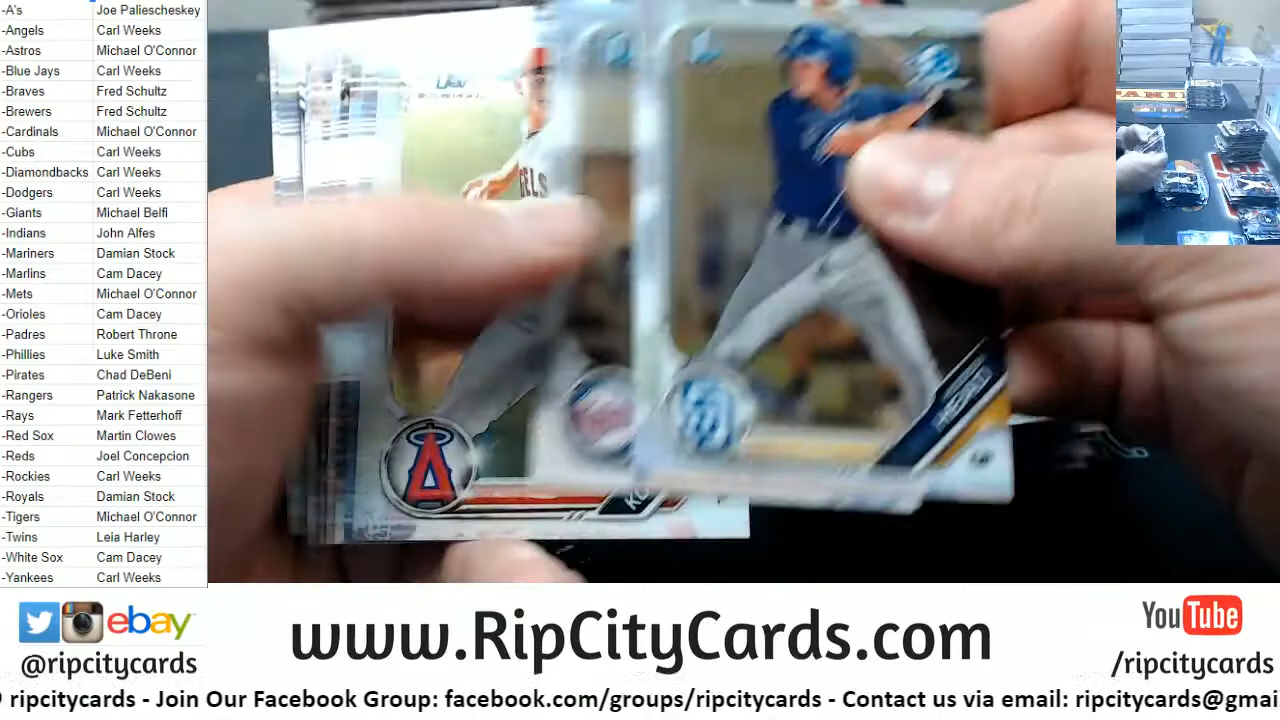 -A's Joe Paliescheskey
-Angels Carl Weeks
-Astros Michael O'Connor
-Blue Jays Carl Weeks
-Braves Fred Schultz
-Brewers Fred Schultz
-Cardinals Michael O'Connor
-Cubs Carl Weeks
-Diamondbacks Carl Weeks
-Dodgers Carl Weeks
-Giants Michael Belfi
-Indians John Alfes
-Mariners Damian Stock
-Marlins Cam Dacey
-Mets Michael O'Connor
-Orioles Cam Dacey
-Padres Robert Throne
-Phillies Luke Smith
-Pirates Chad DeBeni
-Rangers Patrick Nakasone
-Rays Mark Fetterhoff
-Red Sox Martin Clowes
-Reds Joel Concepcion
-Rockies Carl Weeks
-Royals Damian Stock
-Tigers Michael O'Connor
-Twins Leia Harley
-White Sox Cam Dacey
-Yankees Carl Weeks
A
ebay
@ripcitycards
www.RipCityCards.com
YouTube
/ripcitycards
ripcitycards - Join Our Facebook Group: facebook.com/groups/ripcitycards - Contact us via email: ripcitycards@gmai